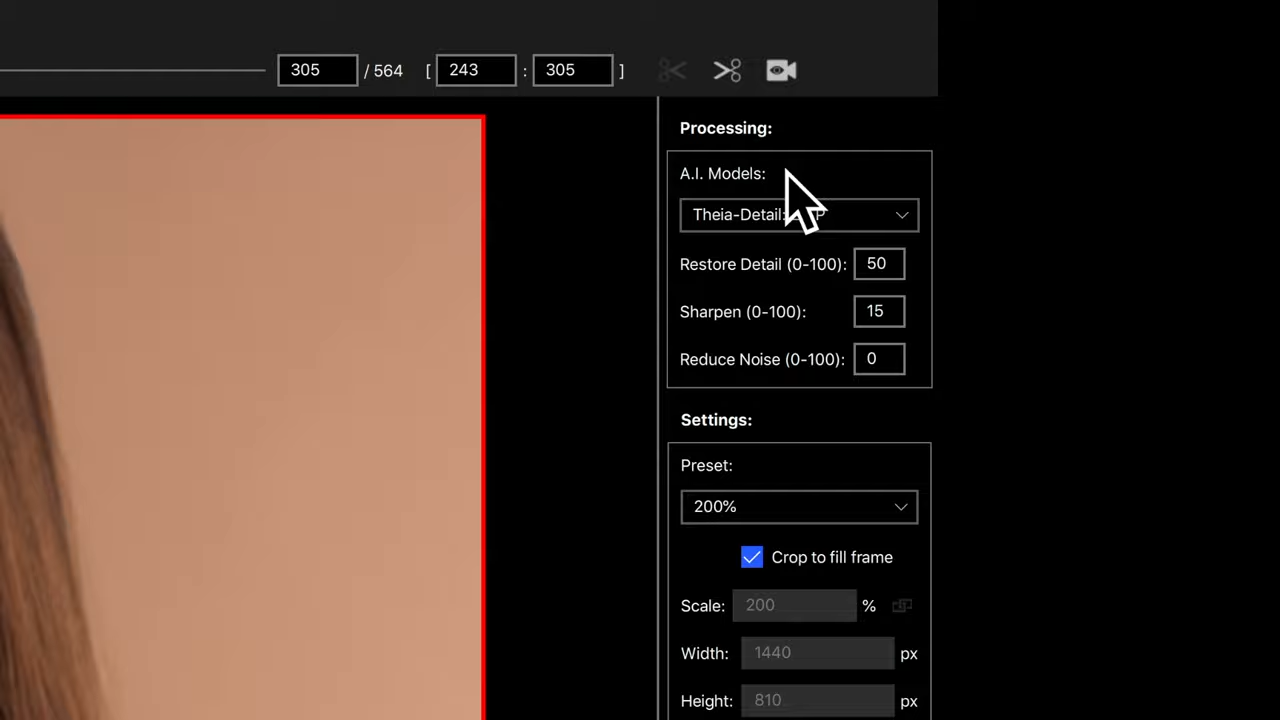 305 / 564 [ 243 : 305 ]
Processing:
A.I. Models:
Theia-Detail: P
Restore Detail (0-100): 50
Sharpen (0-100): 15
Reduce Noise (0-100): 0
Settings:
Preset:
200%
Crop to fill frame
Scale: 200 %
Width: 1440 px
Height: 810 px